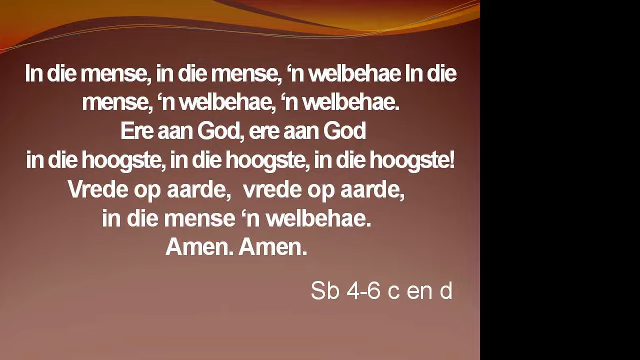 In die mense, in die mense, ‘n welbehae In die
mense, ‘n welbehae, ‘n welbehae.
Ere aan God, ere aan God
in die hoogste, in die hoogste, in die hoogste!
Vrede op aarde, vrede op aarde,
in die mense ‘n welbehae.
Amen. Amen.
Sb 4-6 c en d